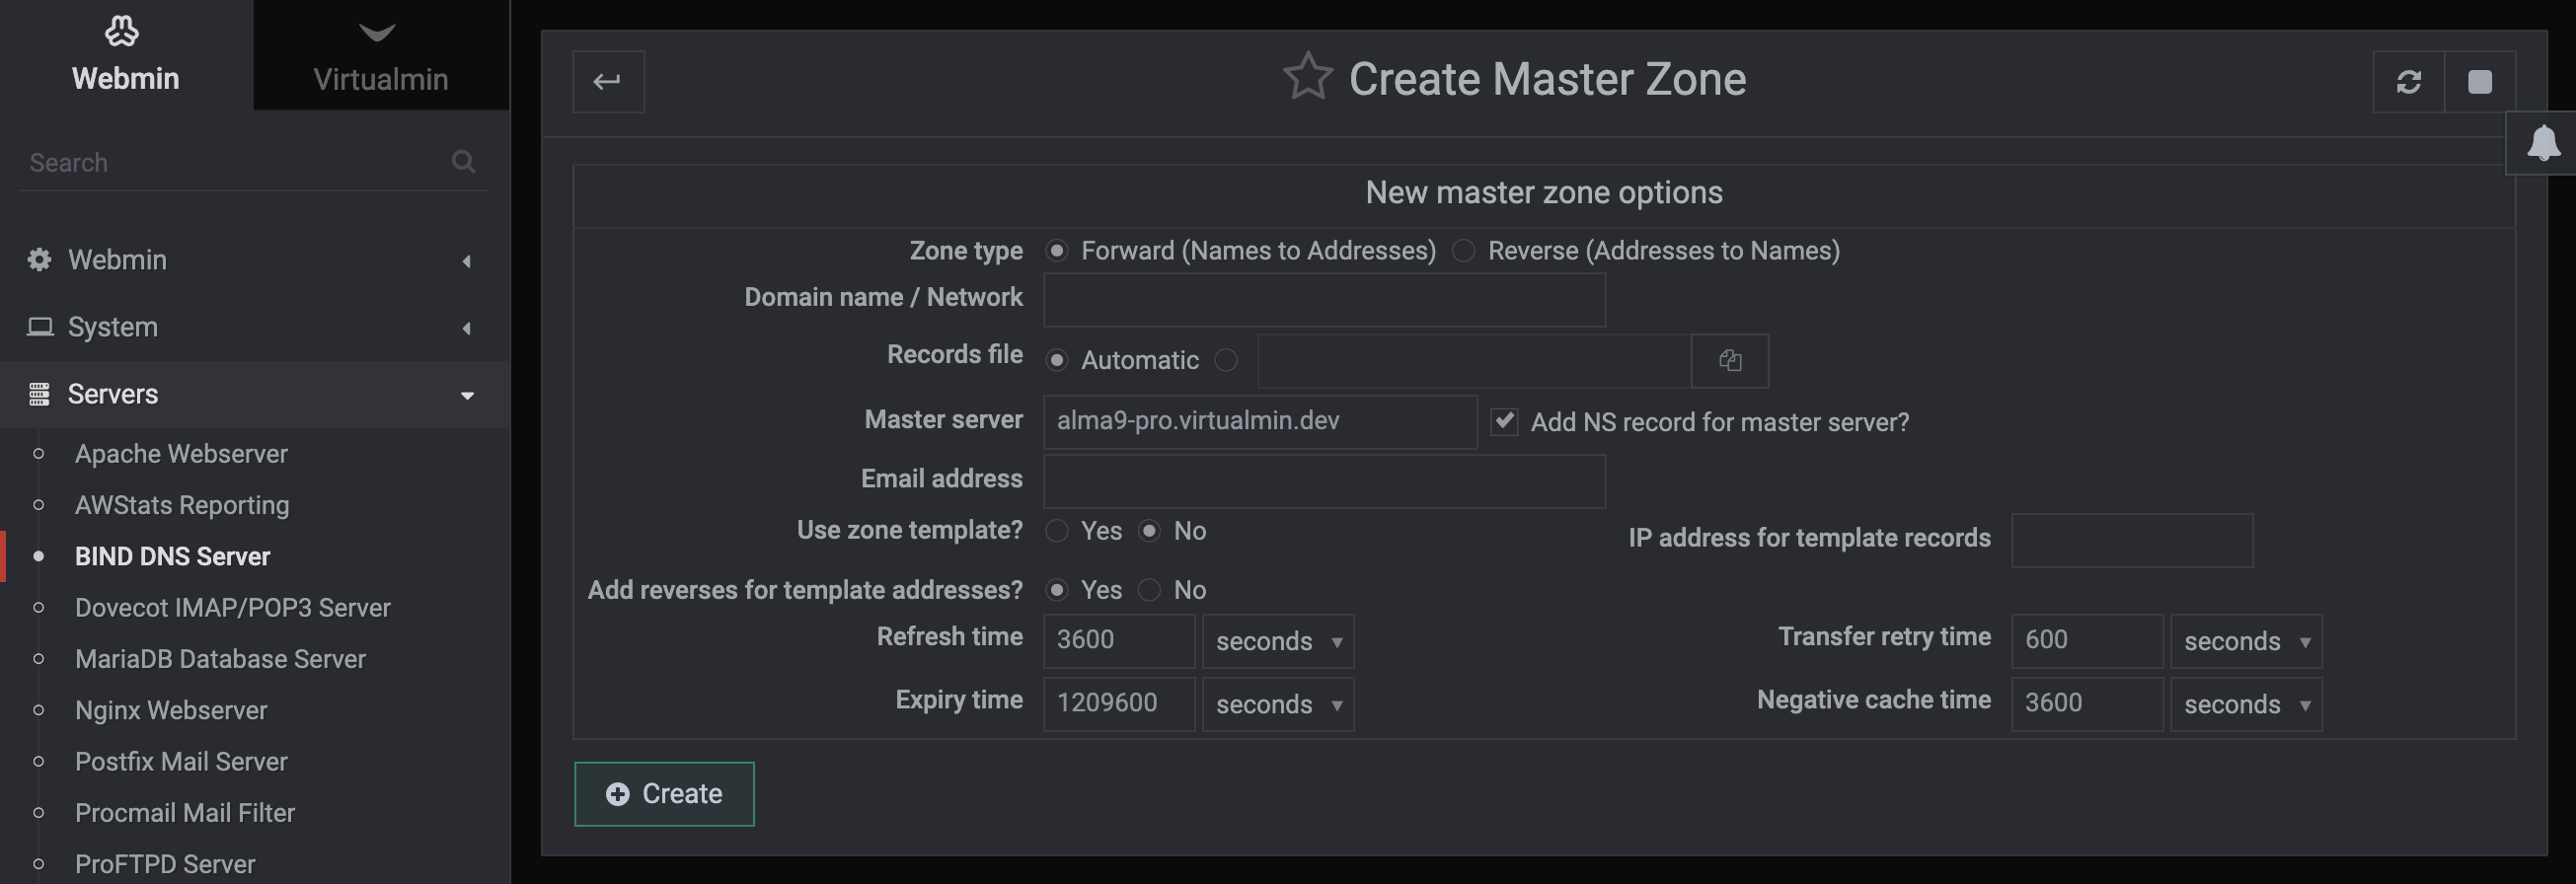 Webmin
Virtualmin
Search
Webmin
System
Servers
Apache Webserver
AWStats Reporting
BIND DNS Server
Dovecot IMAP/POP3 Server
MariaDB Database Server
Nginx Webserver
Postfix Mail Server
Procmail Mail Filter
ProFTPD Server
Create Master Zone
New master zone options
Zone type Forward (Names to Addresses) Reverse (Addresses to Names)
Domain name / Network
Records file Automatic
Master server alma9-pro.virtualmin.dev Add NS record for master server?
Email address
Use zone template? Yes No IP address for template records
Add reverses for template addresses? Yes No
Refresh time 3600 seconds Transfer retry time 600 seconds
Expiry time 1209600 seconds Negative cache time 3600 seconds
Create